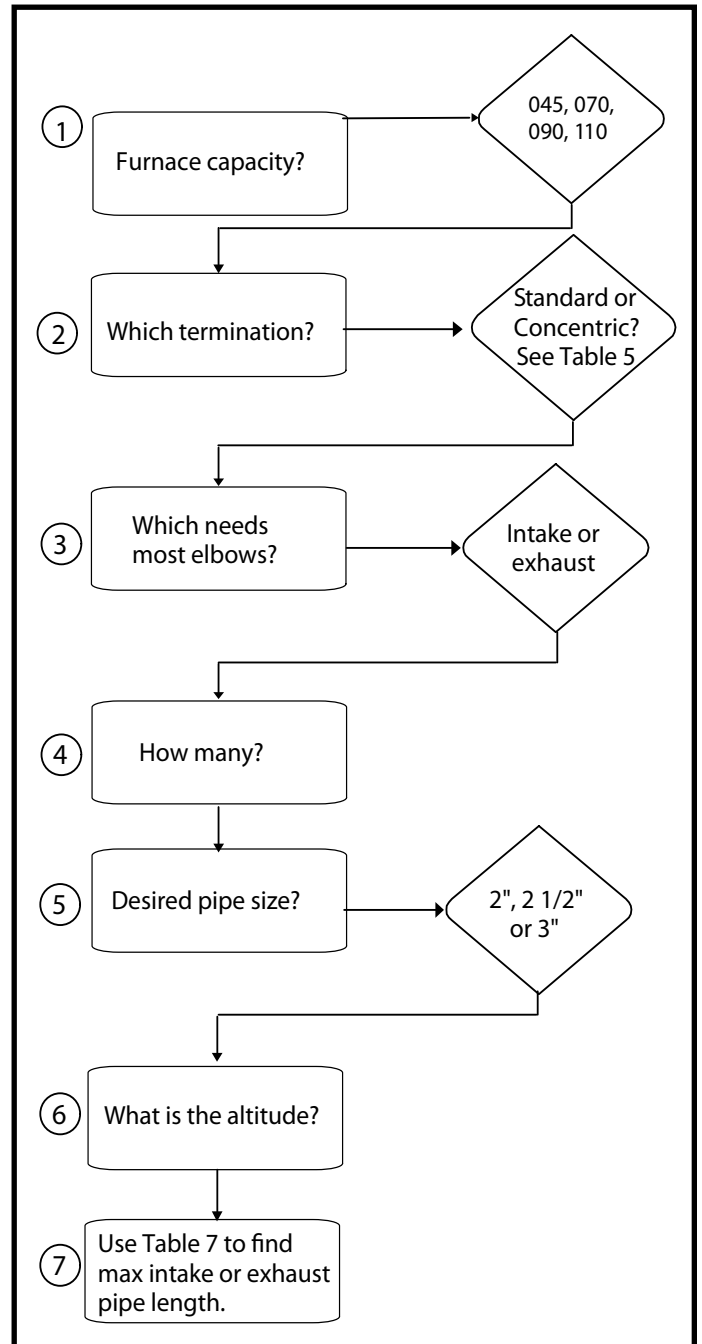 1
Furnace capacity?
045, 070,
090, 110
2
Which termination?
Standard or
Concentric?
See Table 5
3
Which needs
most elbows?
Intake or
exhaust
4
How many?
5
Desired pipe size?
2", 2 1/2"
or 3"
6
What is the altitude?
7
Use Table 7 to find
max intake or exhaust
pipe length.